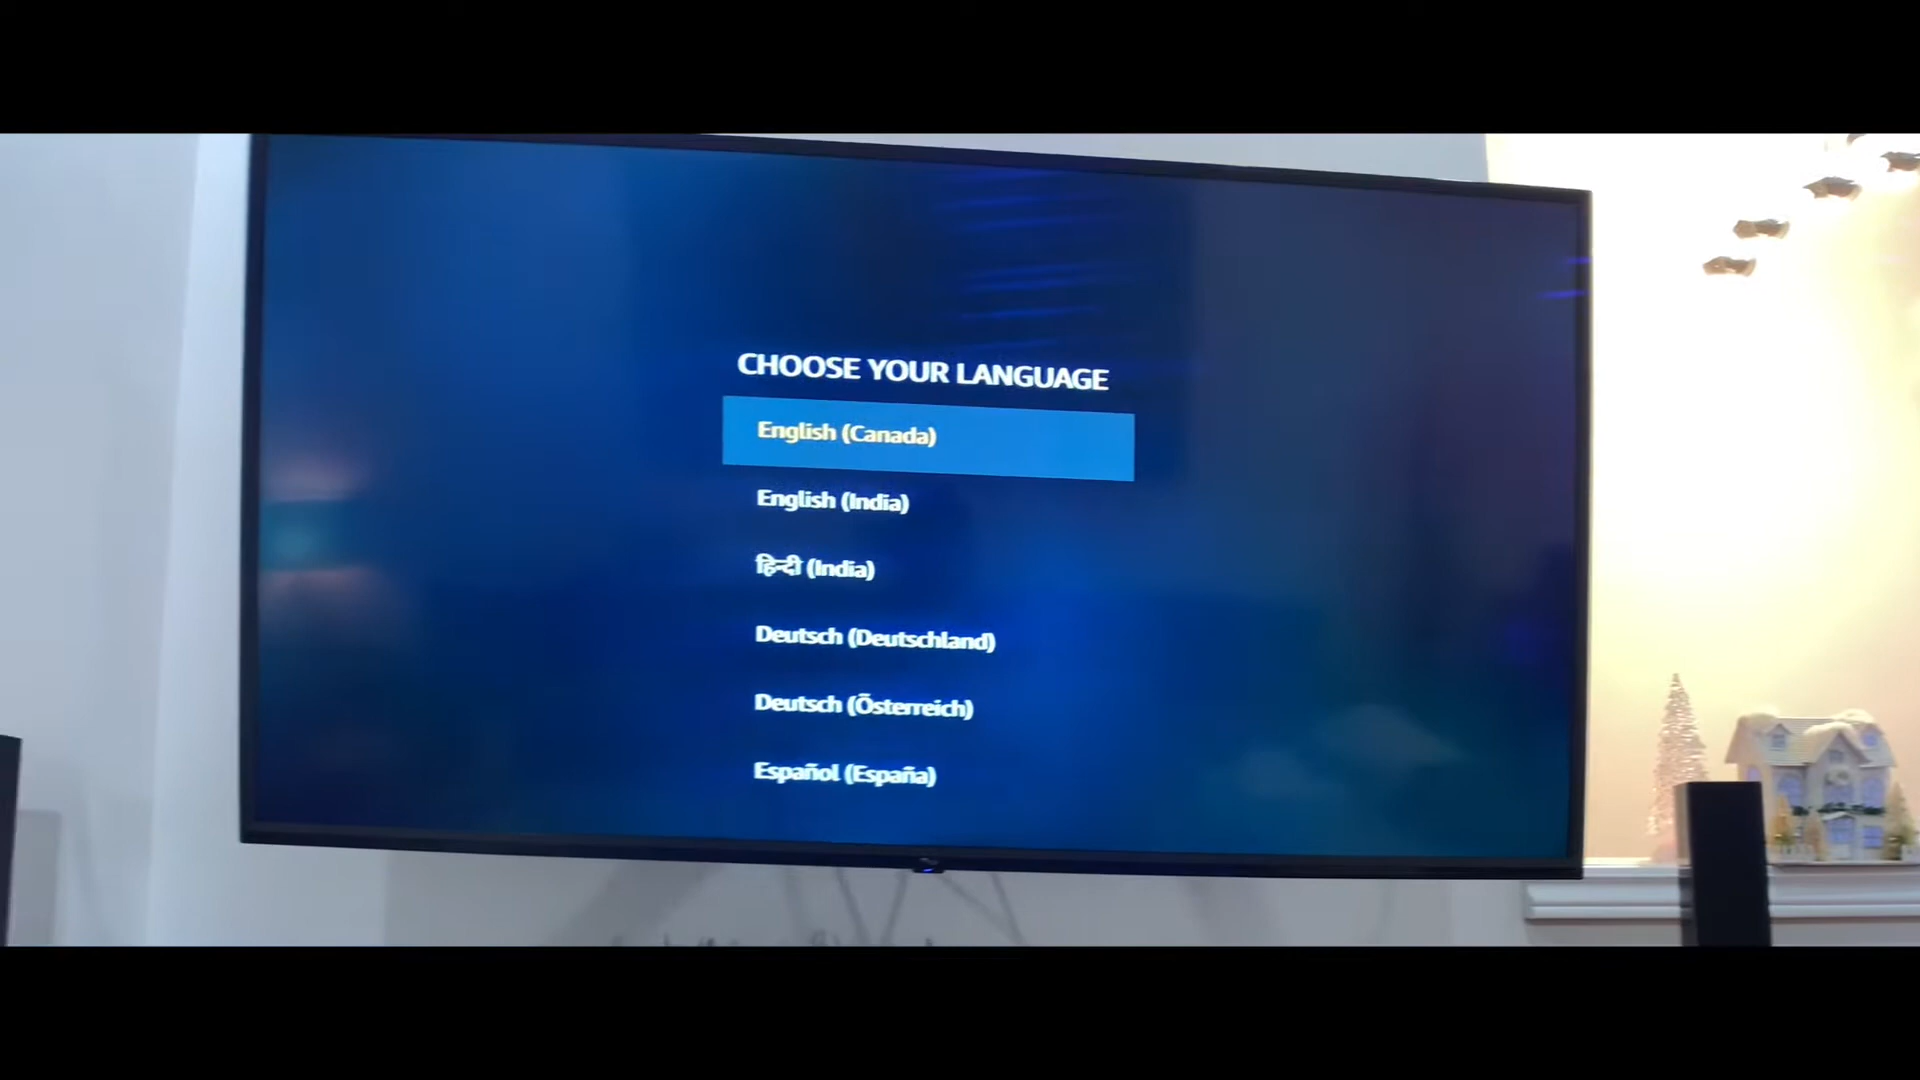 CHOOSE YOUR LANGUAGE
English (Canada)
English (India)
हिन्दी (India)
Deutsch (Deutschland)
Deutsch (Österreich)
Español (España)